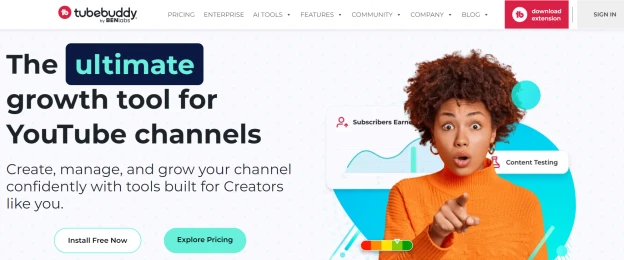 tubebuddy
by BENlabs
PRICING ENTERPRISE AI TOOLS FEATURES COMMUNITY COMPANY BLOG
download
extension
SIGN IN
The ultimate
growth tool for
YouTube channels
Create, manage, and grow your channel
confidently with tools built for Creators
like you.
Install Free Now
Explore Pricing
Subscribers Earne
Content Testing